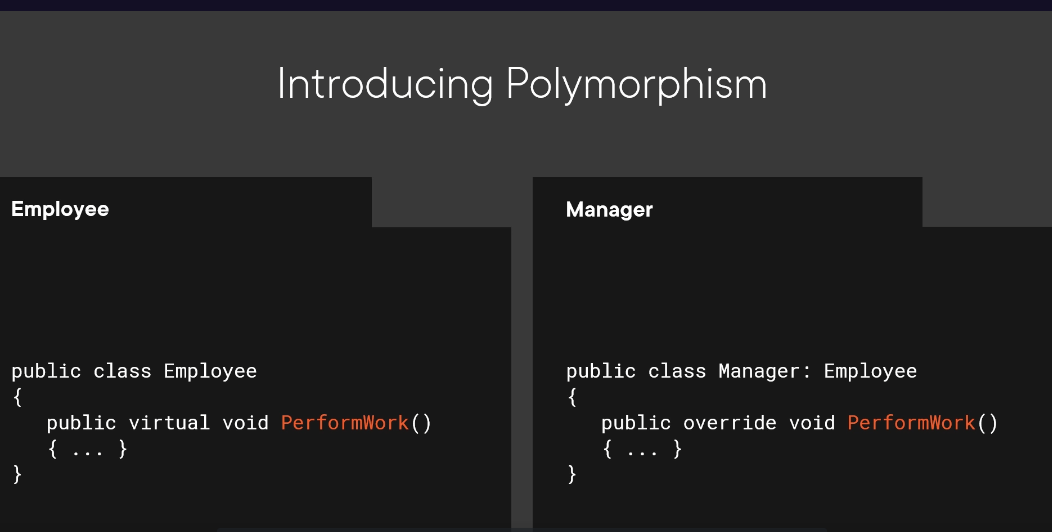 Introducing Polymorphism
Employee
public class Employee
{
public virtual void PerformWork()
{ ... }
}
Manager
public class Manager: Employee
{
public override void PerformWork()
{ ... }
}